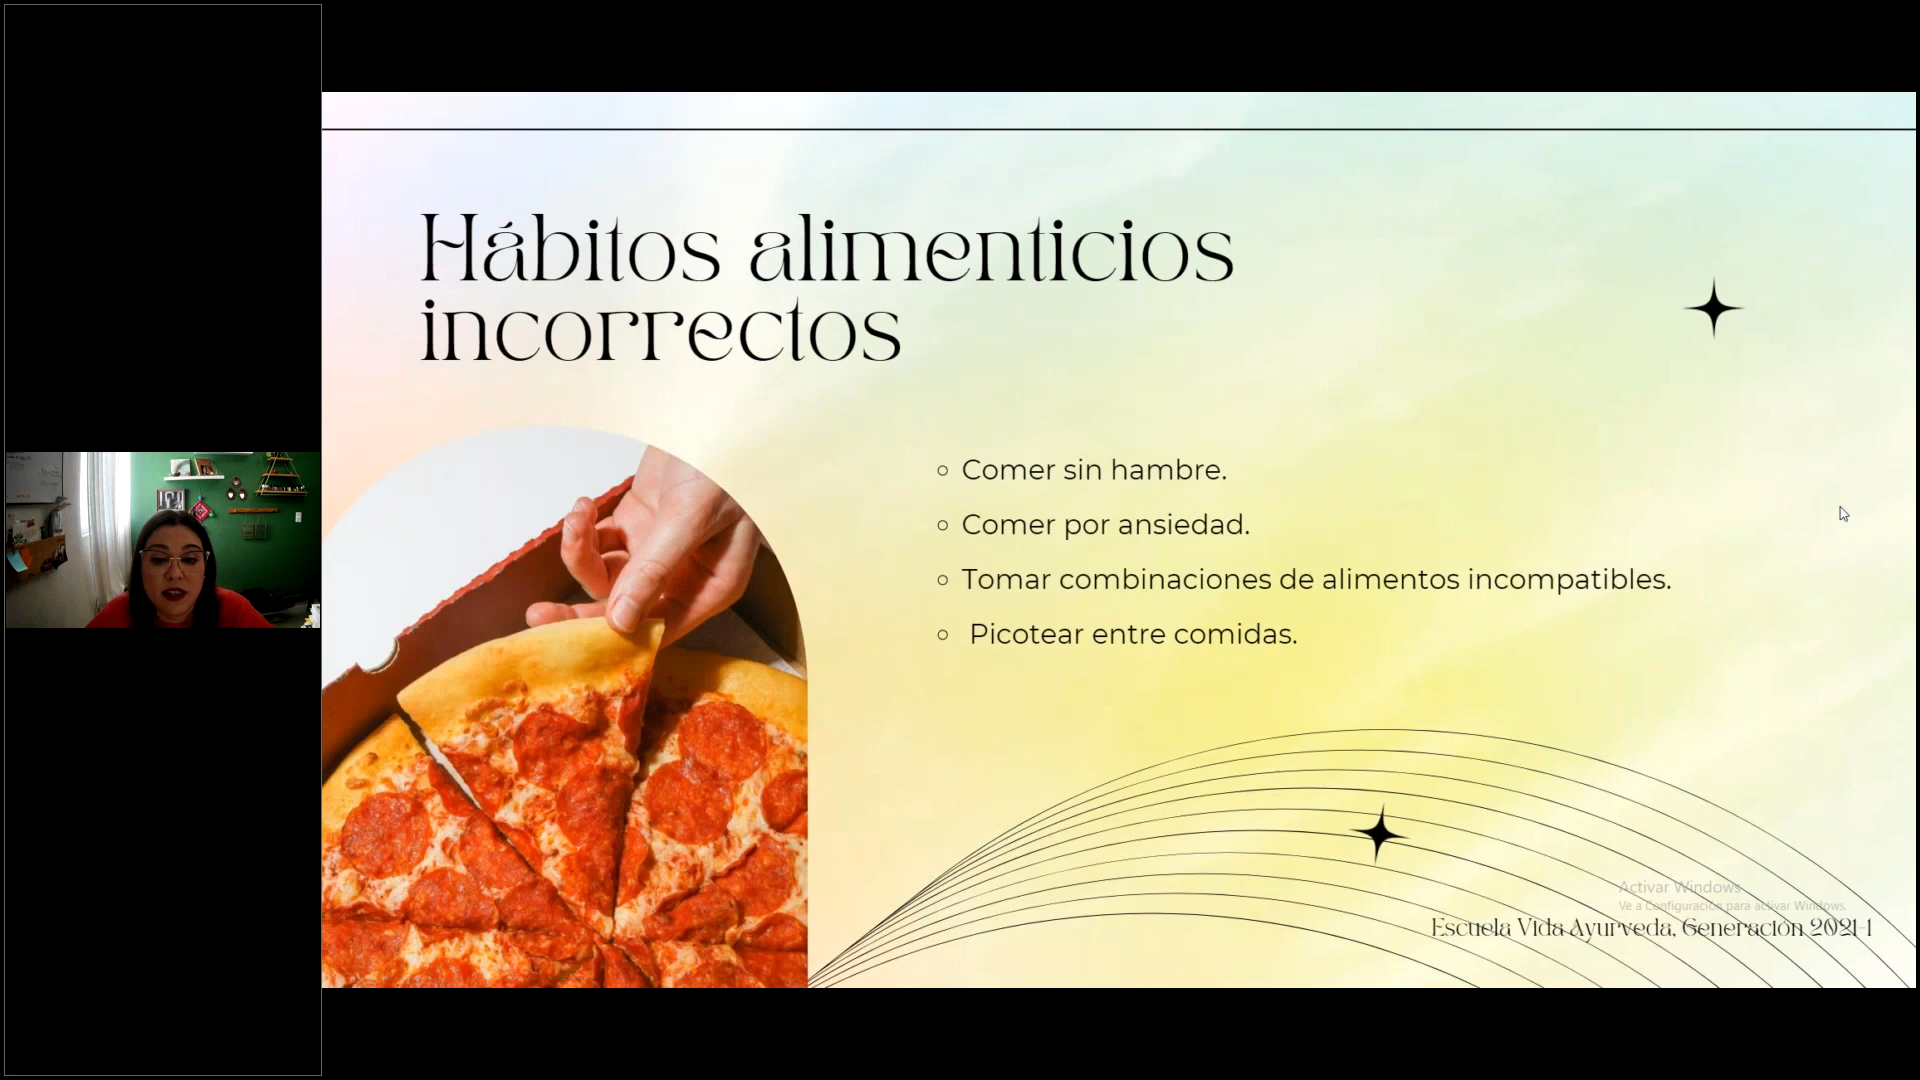 Hábitos alimenticios
incorrectos
Comer sin hambre.
Comer por ansiedad.
Tomar combinaciones de alimentos incompatibles.
Picotear entre comidas.
Activar Windows
Ve a Configuración para activar Windows.
Escuela Vida Ayurveda, Generación 2021-1